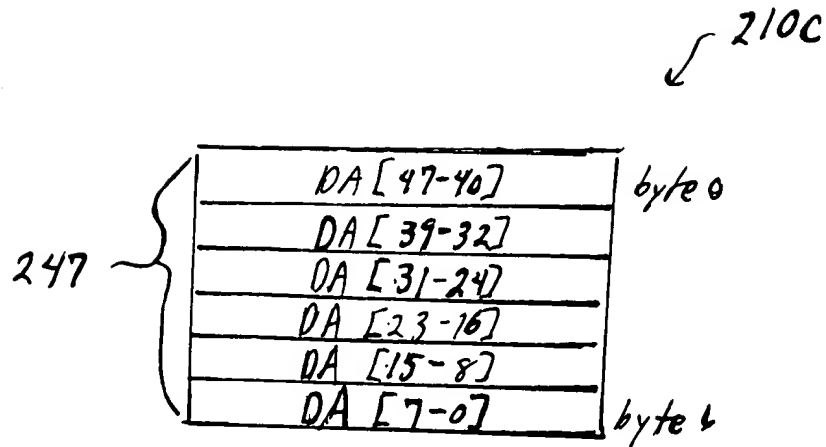 210C
DA [47-40] byte 0
DA [39-32]
247
DA [31-24]
DA [23-16]
DA [15-8]
DA [7-0] byte